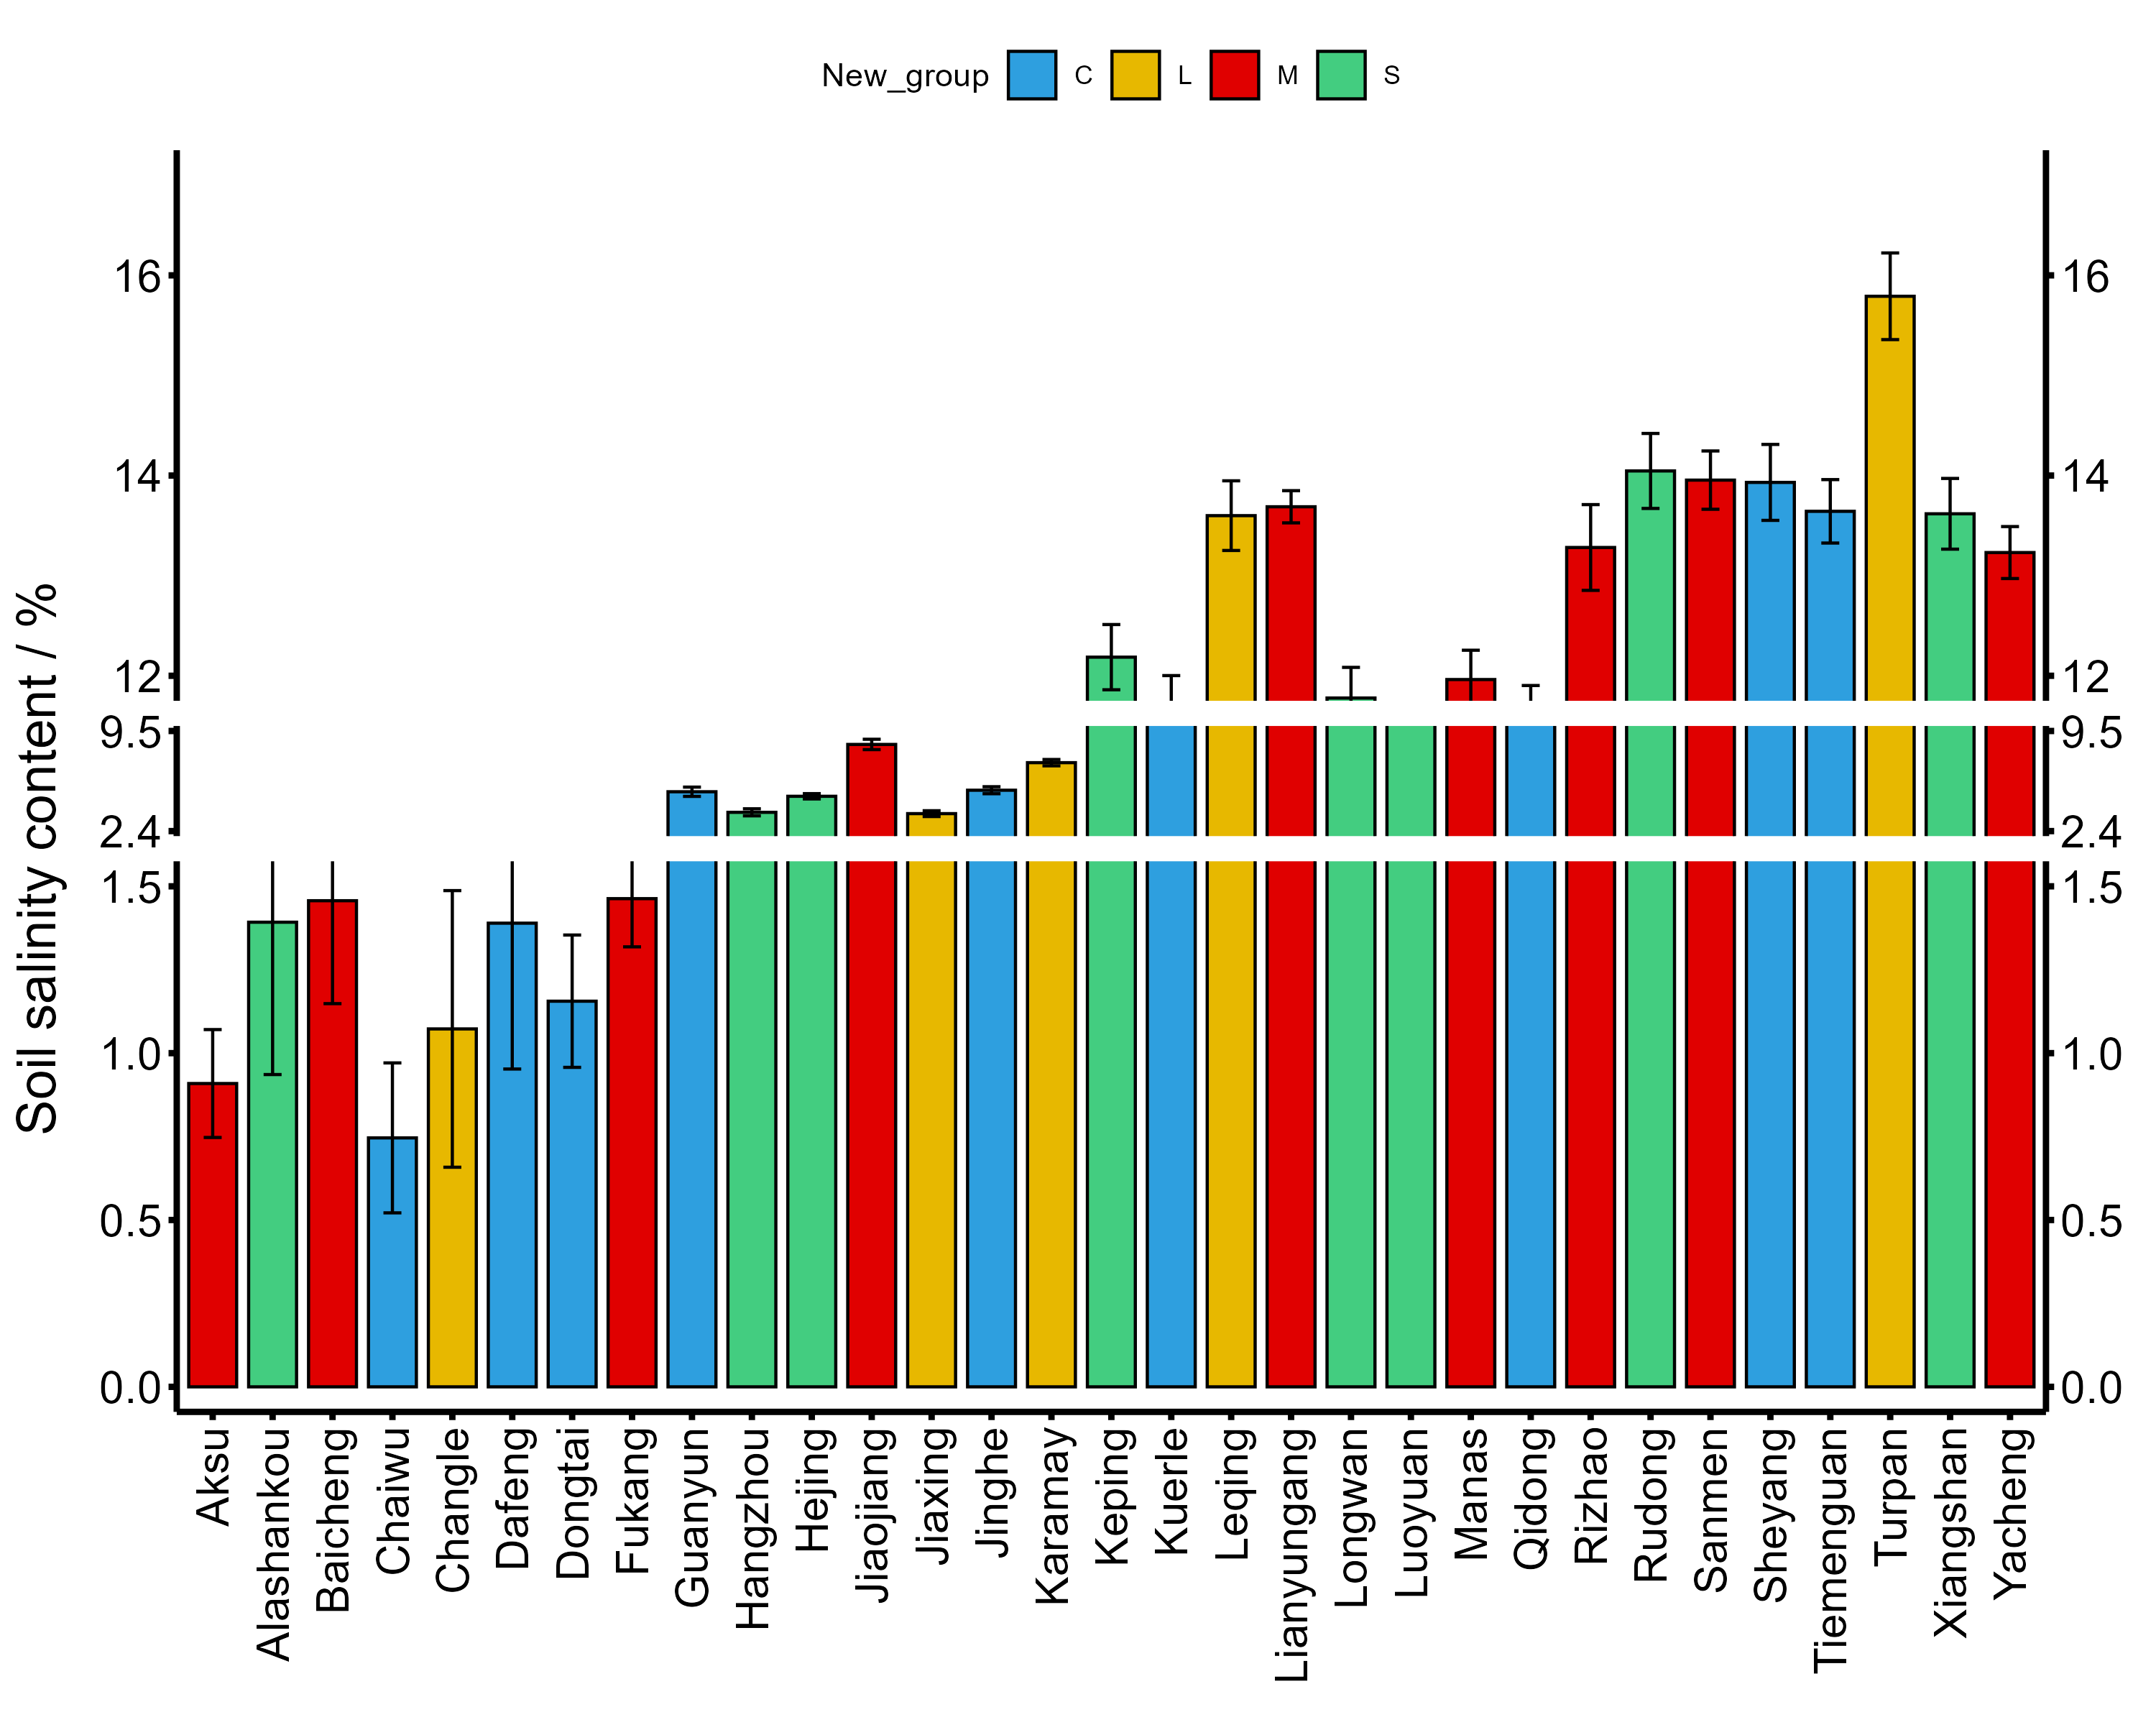 New_group C L M S
Soil salinity content / %
16
14
12
9.5
2.4
1.5
1.0
0.5
0.0
16
14
12
9.5
2.4
1.5
1.0
0.5
0.0
Aksu
Alashankou
Baicheng
Chaiwu
Changle
Dafeng
Dongtai
Fukang
Guanyun
Hangzhou
Hejing
Jiaojiang
Jiaxing
Jinghe
Karamay
Keping
Kuerle
Leqing
Lianyungang
Longwan
Luoyuan
Manas
Qidong
Rizhao
Rudong
Sanmen
Sheyang
Tiemenguan
Turpan
Xiangshan
Yacheng